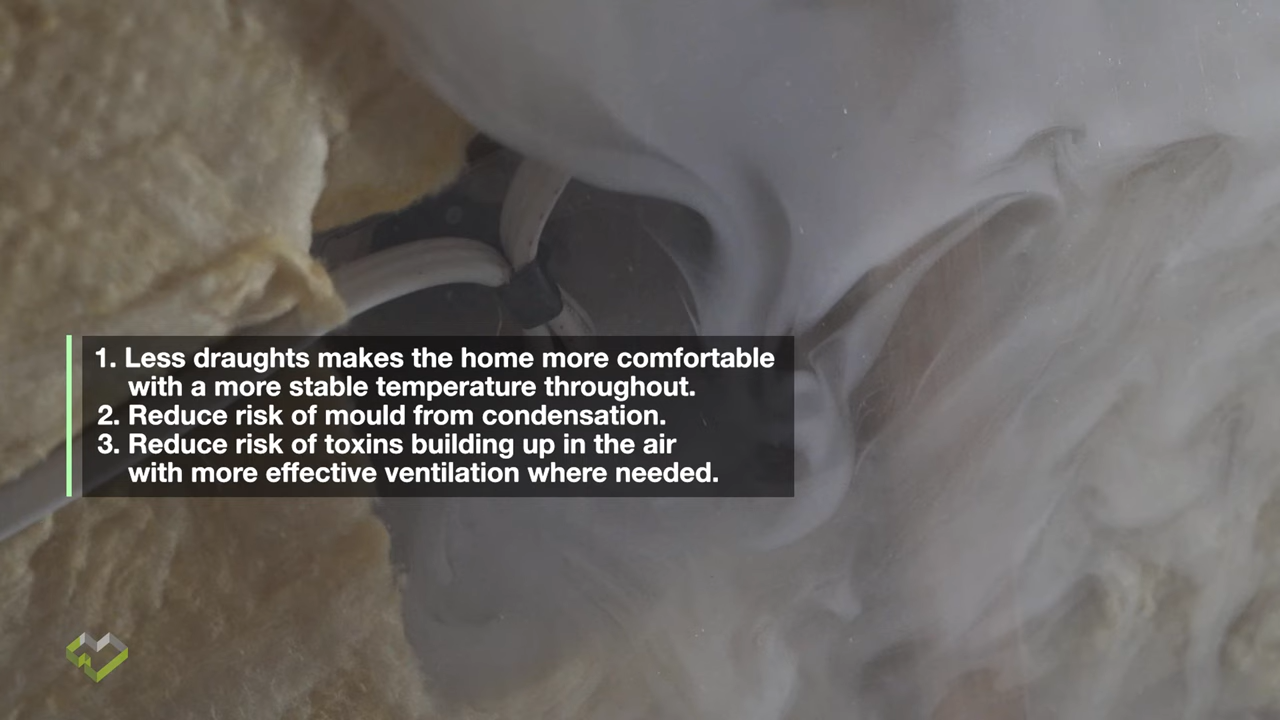 1. Less draughts makes the home more comfortable
with a more stable temperature throughout.
2. Reduce risk of mould from condensation.
3. Reduce risk of toxins building up in the air
with more effective ventilation where needed.